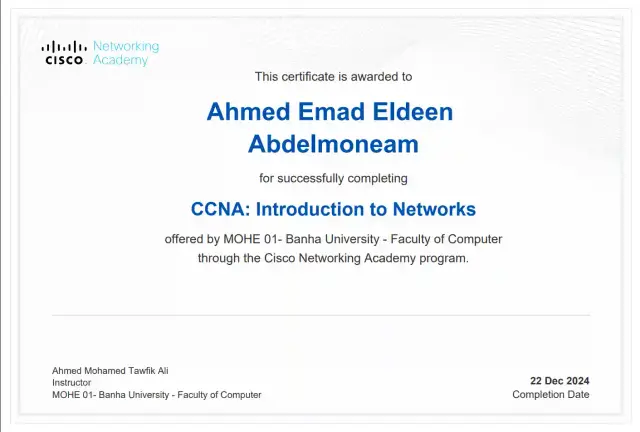 CISCO. Networking Academy
This certificate is awarded to
Ahmed Emad Eldeen
Abdelmoneam
for successfully completing
CCNA: Introduction to Networks
offered by MOHE 01- Banha University - Faculty of Computer
through the Cisco Networking Academy program.
Ahmed Mohamed Tawfik Ali
Instructor
MOHE 01- Banha University - Faculty of Computer
22 Dec 2024
Completion Date